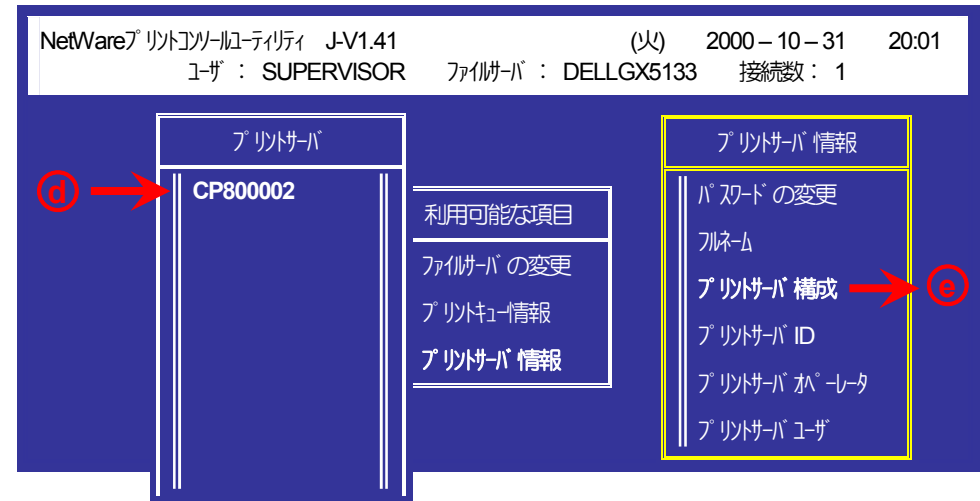 NetWareプリントコンソールユーティリティ J-V1.41 (火) 2000 – 10 – 31 20:01
ユーザ : SUPERVISOR ファイルサーバ : DELLGX5133 接続数 : 1
プリントサーバ
d
CP800002
利用可能な項目
ファイルサーバの変更
プリントキュー情報
プリントサーバ情報
プリントサーバ情報
パスワードの変更
フルネーム
プリントサーバ構成
e
プリントサーバID
プリントサーバオペーレータ
プリントサーバユーザ